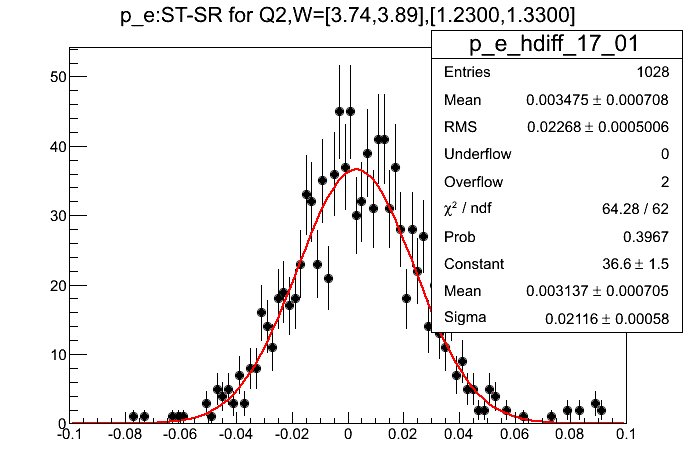 p_e:ST-SR for Q2,W=[3.74,3.89],[1.2300,1.3300]
p_e_hdiff_17_01
Entries 1028
Mean 0.003475 ± 0.000708
RMS 0.02268 ± 0.0005006
Underflow 0
Overflow 2
χ² / ndf 64.28 / 62
Prob 0.3967
Constant 36.6 ± 1.5
Mean 0.003137 ± 0.000705
Sigma 0.02116 ± 0.00058
50
40
30
20
10
0
-0.1 -0.08 -0.06 -0.04 -0.02 0 0.02 0.04 0.06 0.08 0.1